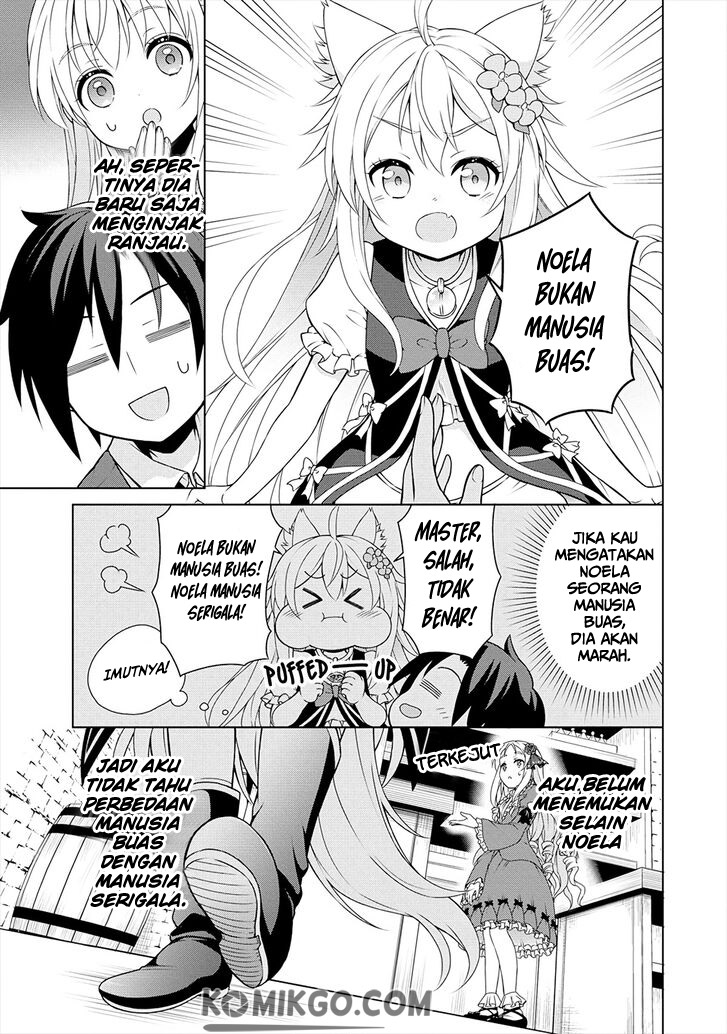 NOELA
BUKAN
MANUSIA
BUAS!
AH, SEPER-
TINYA DIA
BARU SAJA
MENGINJAK
RANJAU.
JIKA KAU
MENGATAKAN
NOELA
SEORANG
MANUSIA
BUAS,
DIA AKAN
MARAH.
MASTER,
SALAH,
TIDAK
BENAR!
NOELA BUKAN
MANUSIA BUAS!
NOELA MANUSIA
SERIGALA!
PUFFED UP
IMUTNYA!
TERKEJUT
AKU BELUM
MENEMUKAN
SELAIN
NOELA
JADI AKU
TIDAK TAHU
PERBEDAAN
MANUSIA
BUAS
DENGAN
MANUSIA
SERIGALA.
KOMIKGO.COM